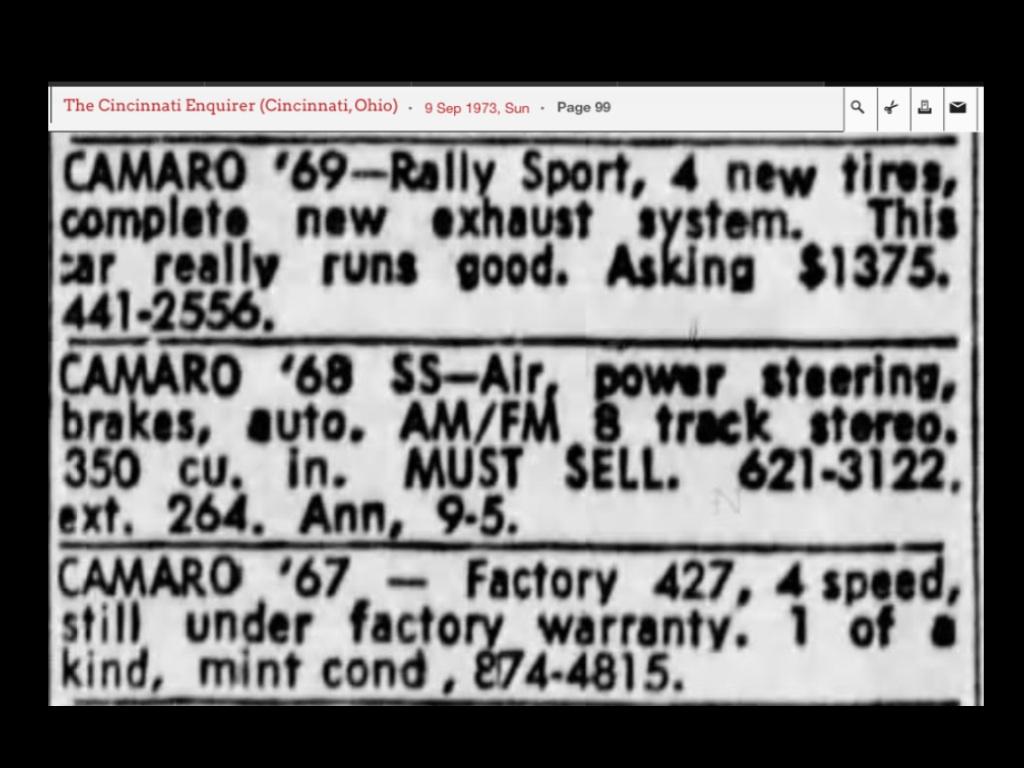 The Cincinnati Enquirer (Cincinnati, Ohio) · 9 Sep 1973, Sun · Page 99
CAMARO '69—Rally Sport, 4 new tires,
complete new exhaust system. This
car really runs good. Asking $1375.
441-2556.
CAMARO '68 SS—Air, power steering,
brakes, auto. AM/FM 8 track stereo.
350 cu. in. MUST SELL. 621-3122,
ext. 264. Ann, 9-5.
CAMARO '67 — Factory 427, 4 speed,
still under factory warranty. 1 of a
kind, mint cond , 874-4815.